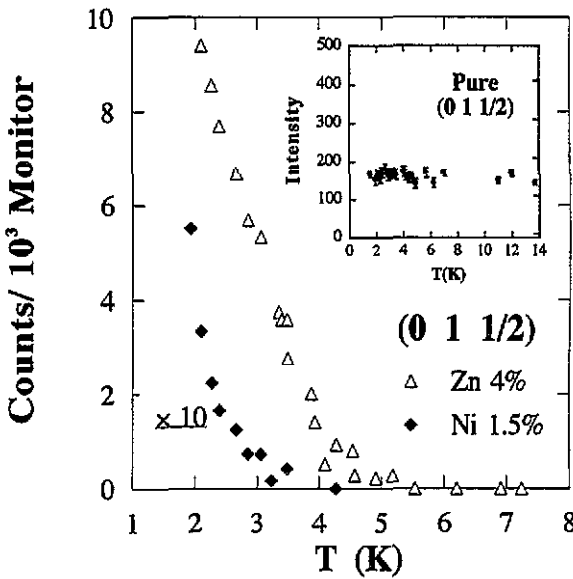 Counts/ 10³ Monitor
10
8
6
4
2
0
1 2 3 4 5 6 7 8
T (K)
× 10
(0 1 1/2)
Zn 4%
Ni 1.5%
Intensity
500
400
300
200
100
0
0 2 4 6 8 10 12 14
T(K)
Pure
(0 1 1/2)